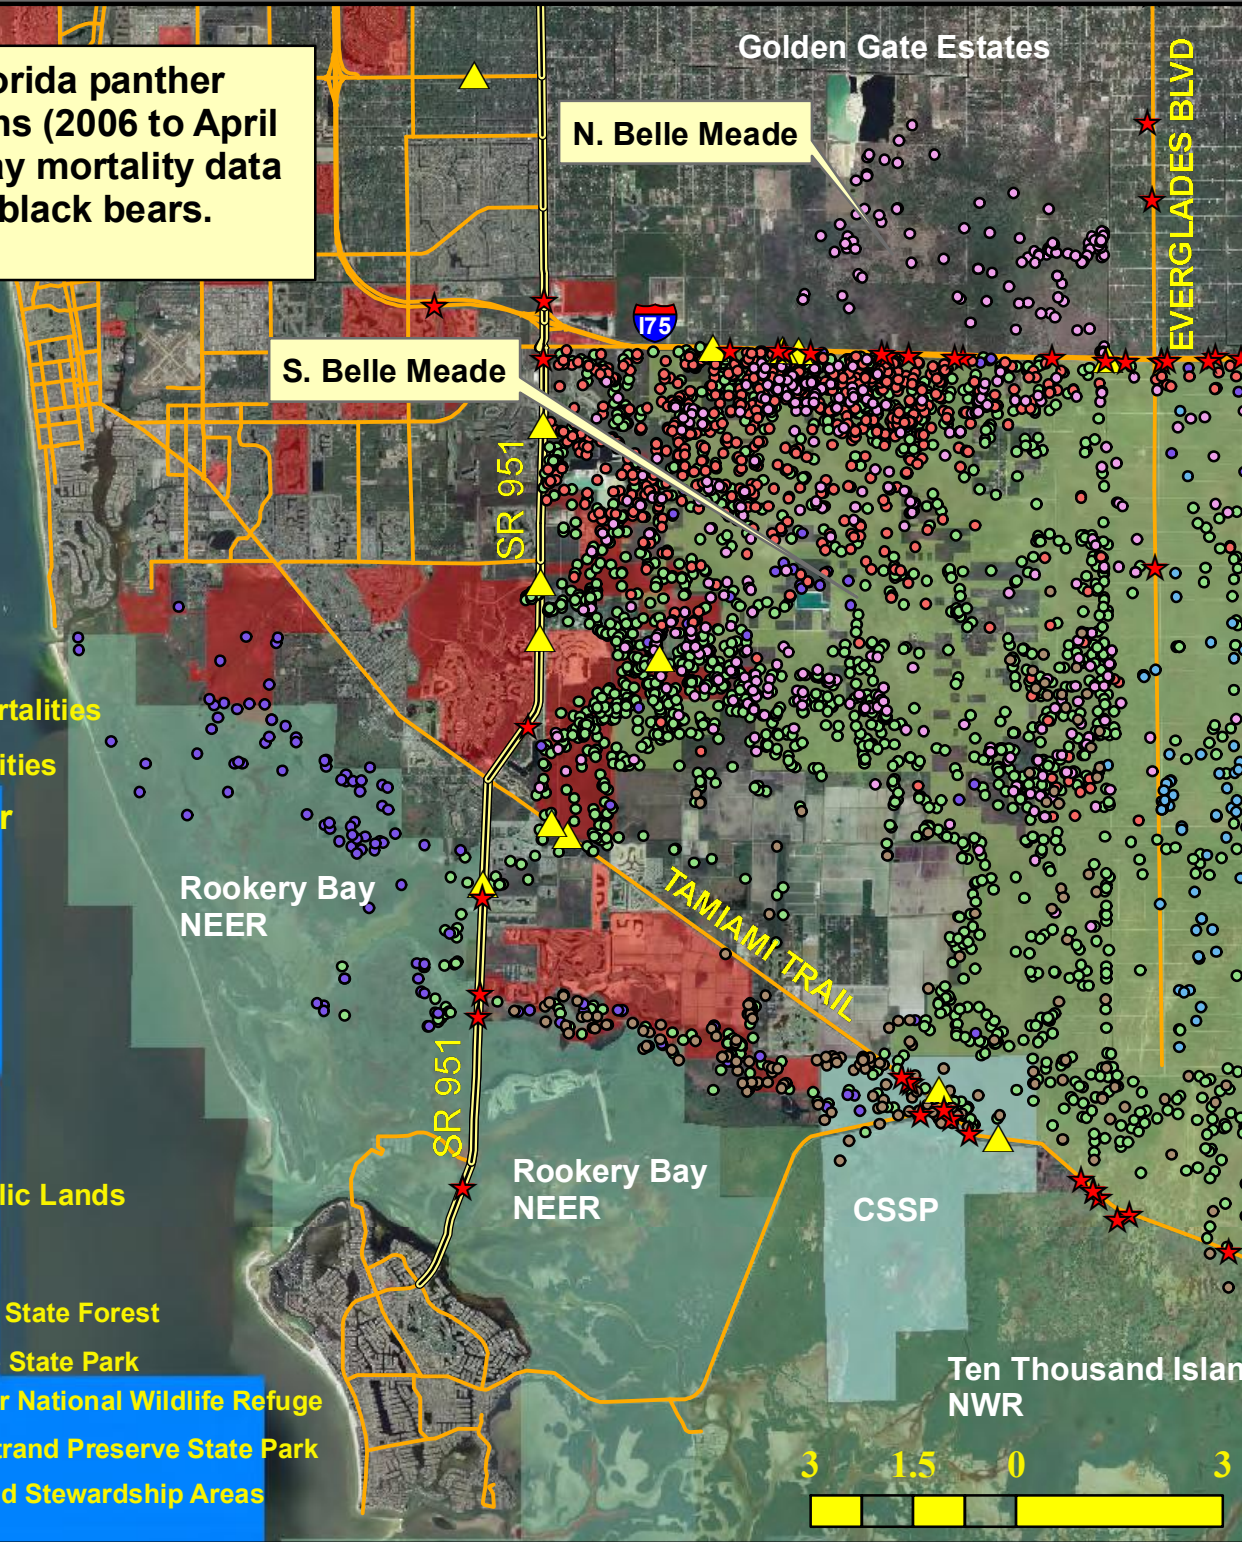 Golden Gate Estates
orida panther
ns (2006 to April
ay mortality data
black bears.
N. Belle Meade
EVERGLADES BLVD
I75
S. Belle Meade
SR 951
rtalities
ities
r
Rookery Bay
NEER
TAMIAMI TRAIL
SR 951
Rookery Bay
NEER
lic Lands
CSSP
State Forest
State Park
r National Wildlife Refuge
trand Preserve State Park
d Stewardship Areas
Ten Thousand Islan
NWR
3 1.5 0 3